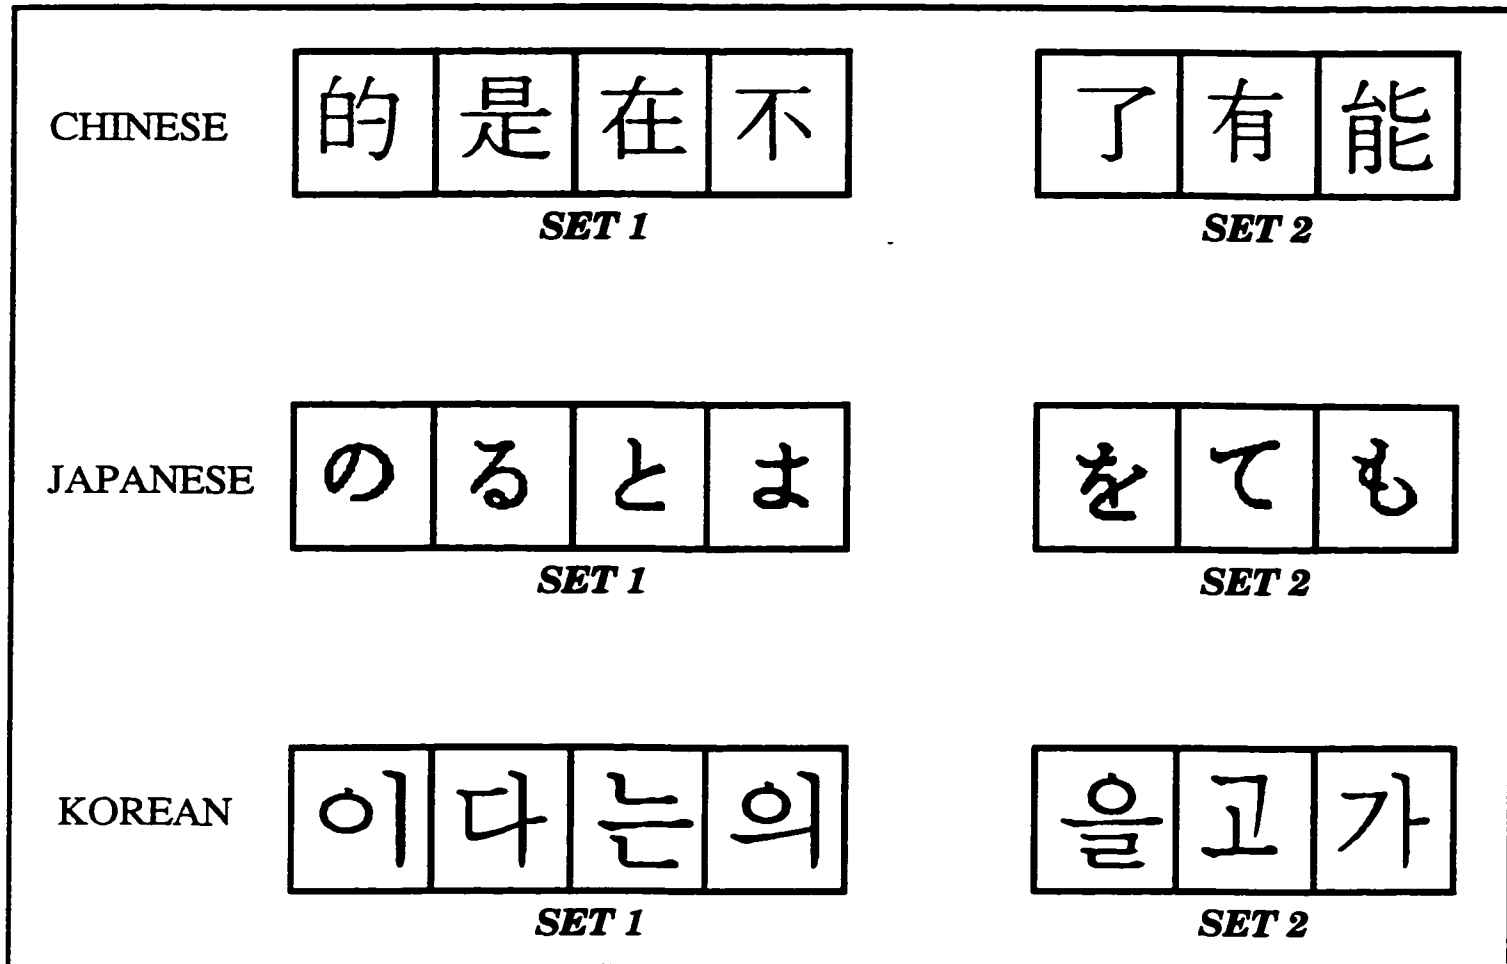 CHINESE 的 是 在 不 了 有 能
SET 1 SET 2
JAPANESE の る と を て も
SET 1 SET 2
KOREAN 이 다 는 의 을 고 가
SET 1 SET 2